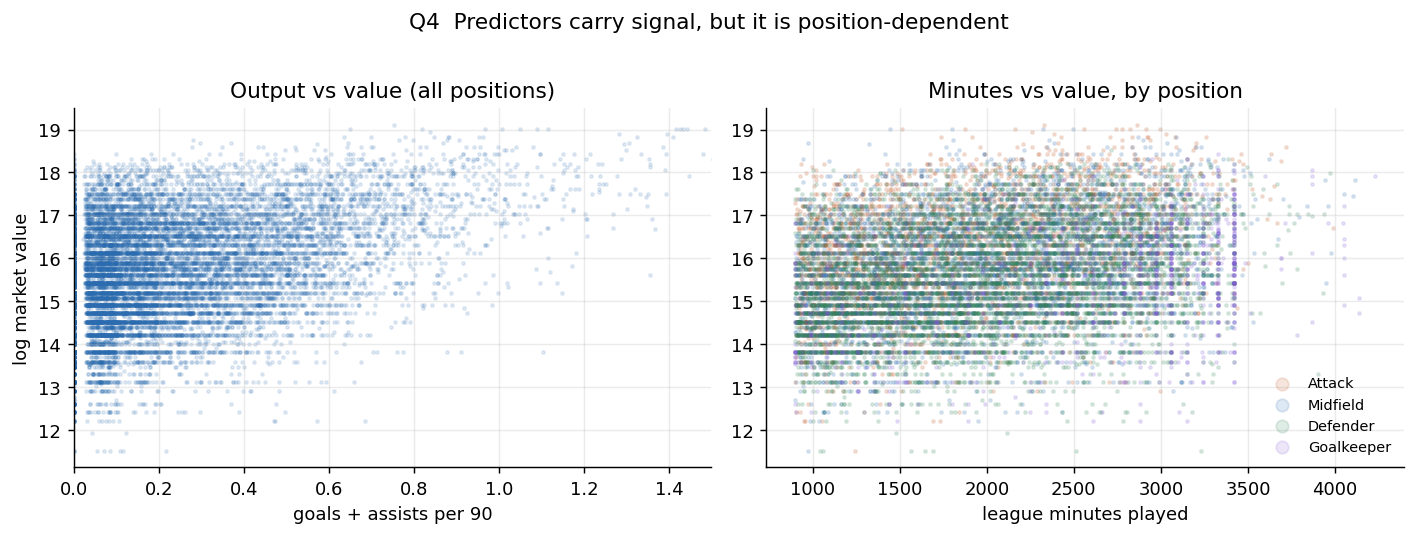 Q4  Predictors carry signal, but it is position-dependent
Output vs value (all positions)
log market value
19
18
17
16
15
14
13
12
0.0 0.2 0.4 0.6 0.8 1.0 1.2 1.4
goals + assists per 90
Minutes vs value, by position
19
18
17
16
15
14
13
12
Attack
Midfield
Defender
Goalkeeper
1000 1500 2000 2500 3000 3500 4000
league minutes played